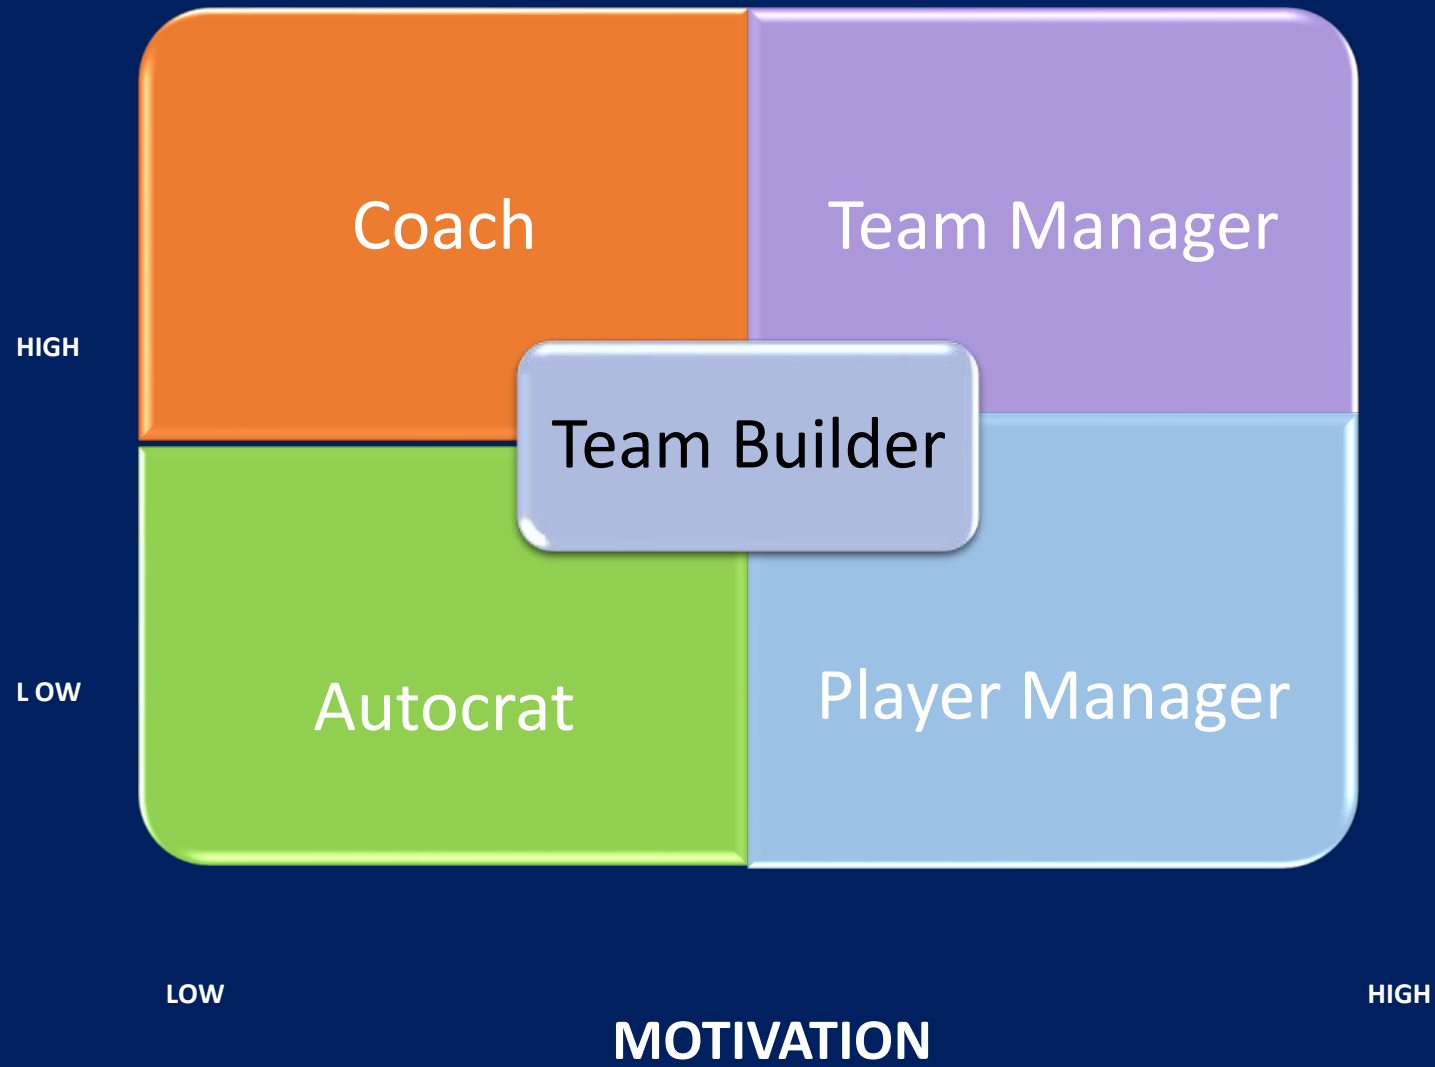 Coach
Team Manager
HIGH
Team Builder
L OW
Autocrat
Player Manager
LOW
HIGH
MOTIVATION